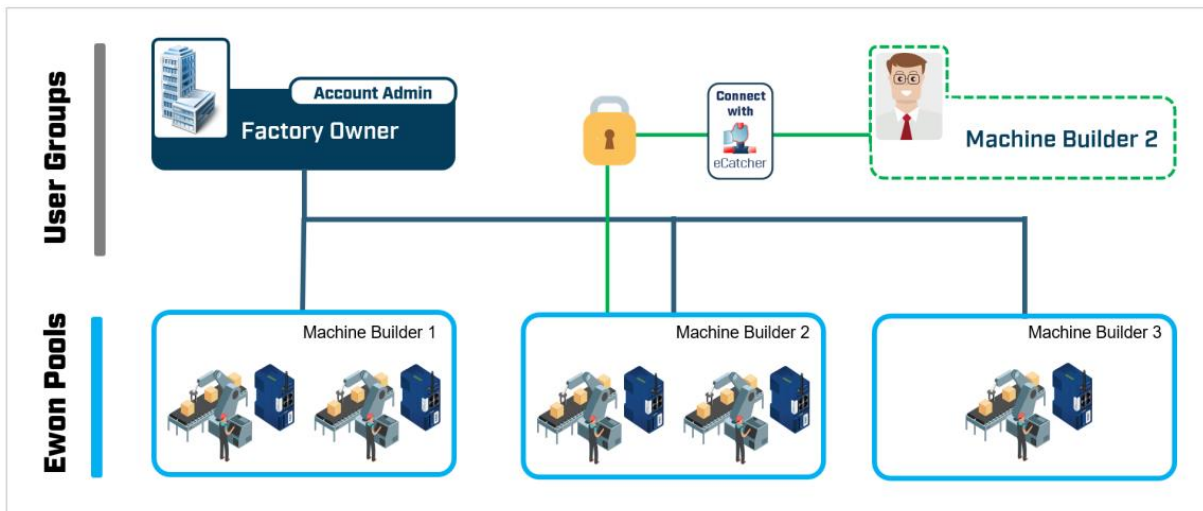 User Groups
Account Admin
Factory Owner
Connect
with
eCatcher
Machine Builder 2
Ewon Pools
Machine Builder 1
Machine Builder 2
Machine Builder 3